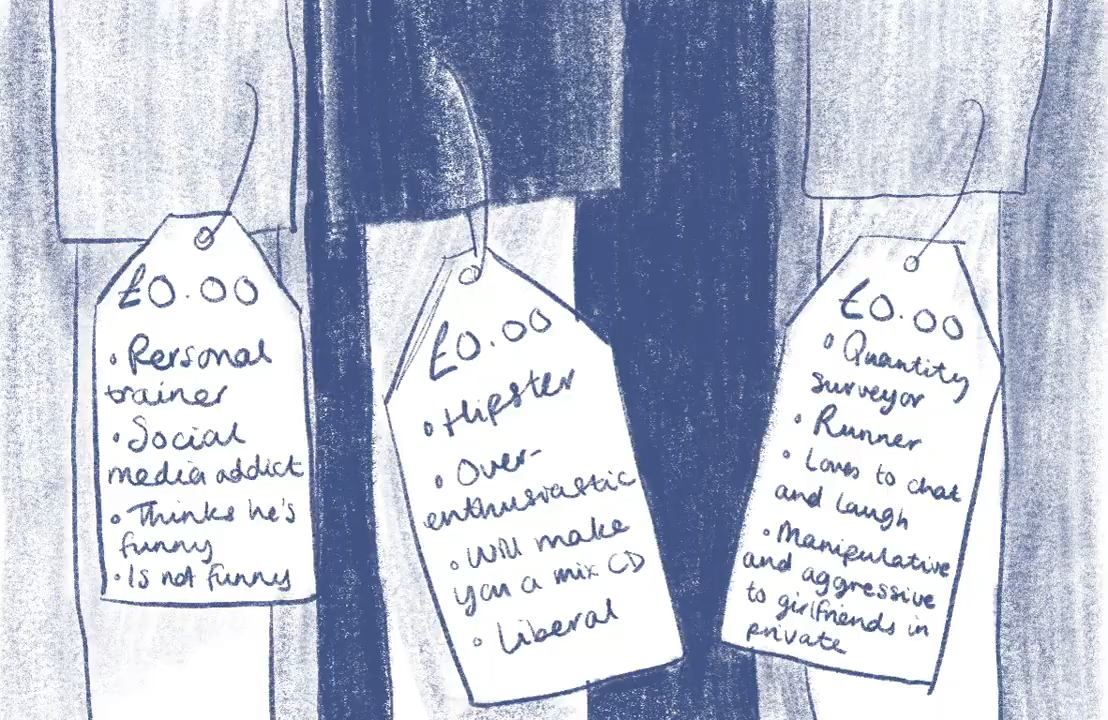 £0.00
• Personal
trainer
• Social
media addict
• Thinks he's
funny
• Is not funny
£0.00
• Hipster
• Over-
enthusiastic
• Will make
you a mix CD
• Liberal
£0.00
• Quantity
surveyor
• Runner
• Loves to chat
and laugh
• Manipulative
and aggressive
to girlfriends in
private